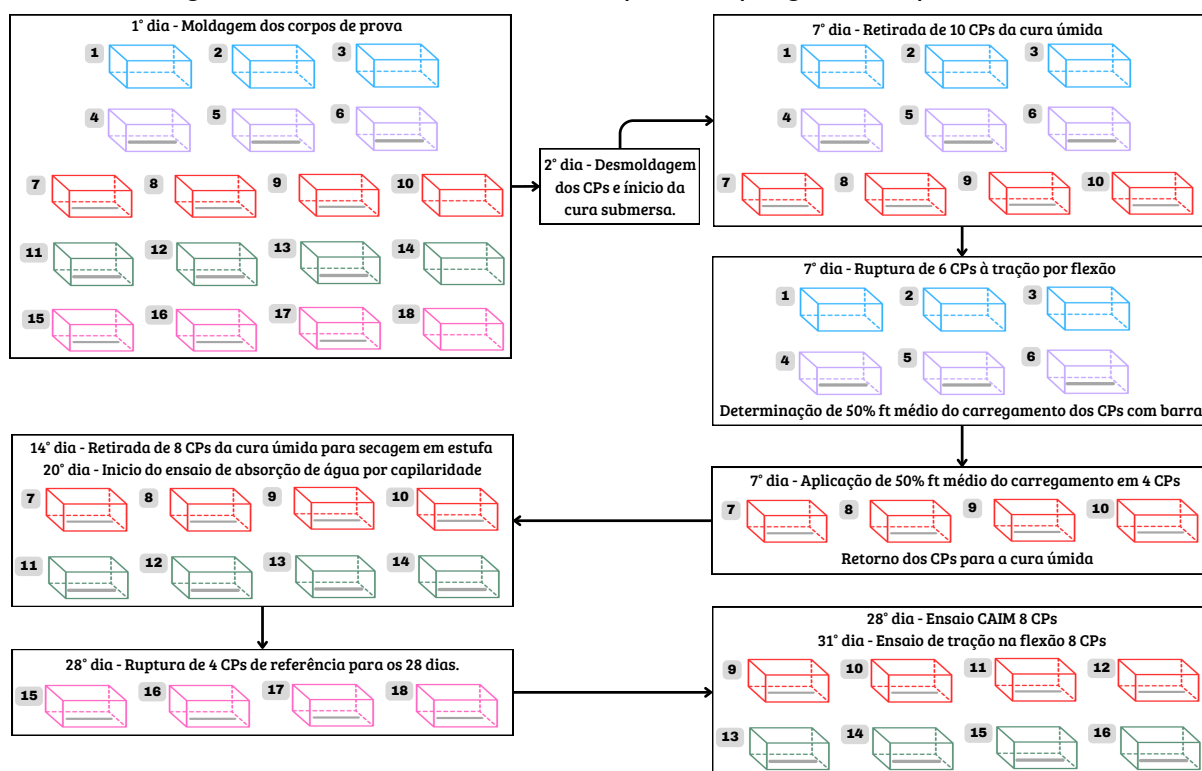 1° dia - Moldagem dos corpos de prova
1 2 3
4 5 6
7 8 9 10
11 12 13 14
15 16 17 18
2° dia - Desmoldagem
dos CPs e ínicio da
cura submersa.
7° dia - Retirada de 10 CPs da cura úmida
1 2 3
4 5 6
7 8 9 10
7° dia - Ruptura de 6 CPs à tração por flexão
1 2 3
4 5 6
Determinação de 50% ft médio do carregamento dos CPs com barra
7° dia - Aplicação de 50% ft médio do carregamento em 4 CPs
7 8 9 10
Retorno dos CPs para a cura úmida
14° dia - Retirada de 8 CPs da cura úmida para secagem em estufa
20° dia - Inicio do ensaio de absorção de água por capilaridade
7 8 9 10
11 12 13 14
28° dia - Ruptura de 4 CPs de referência para os 28 dias.
15 16 17 18
28° dia - Ensaio CAIM 8 CPs
31° dia - Ensaio de tração na flexão 8 CPs
9 10 11 12
13 14 15 16